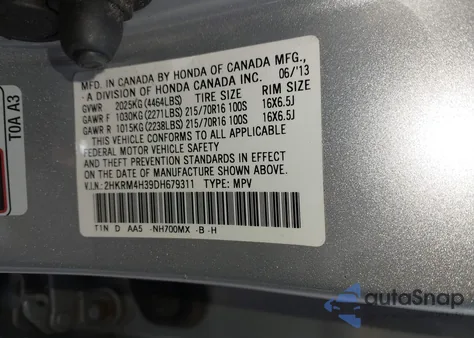 MFD. IN CANADA BY HONDA OF CANADA MFG.,
- A DIVISION OF HONDA CANADA INC. 06/'13
GVWR 2025KG(4464LBS) TIRE SIZE RIM SIZE
GAWR F 1030KG(2271LBS) 215/70R16 100S 16X6.5J
GAWR R 1015KG(2238LBS) 215/70R16 100S 16X6.5J
THIS VEHICLE CONFORMS TO ALL APPLICABLE
FEDERAL MOTOR VEHICLE SAFETY
AND THEFT PREVENTION STANDARDS IN EFFECT
ON THE DATE OF MANUFACTURE SHOWN ABOVE.
V.I.N.: 2HKRM4H39DH679311 TYPE: MPV
T1N D AA5 -NH700MX -B -H
T0A A3
autoSnap